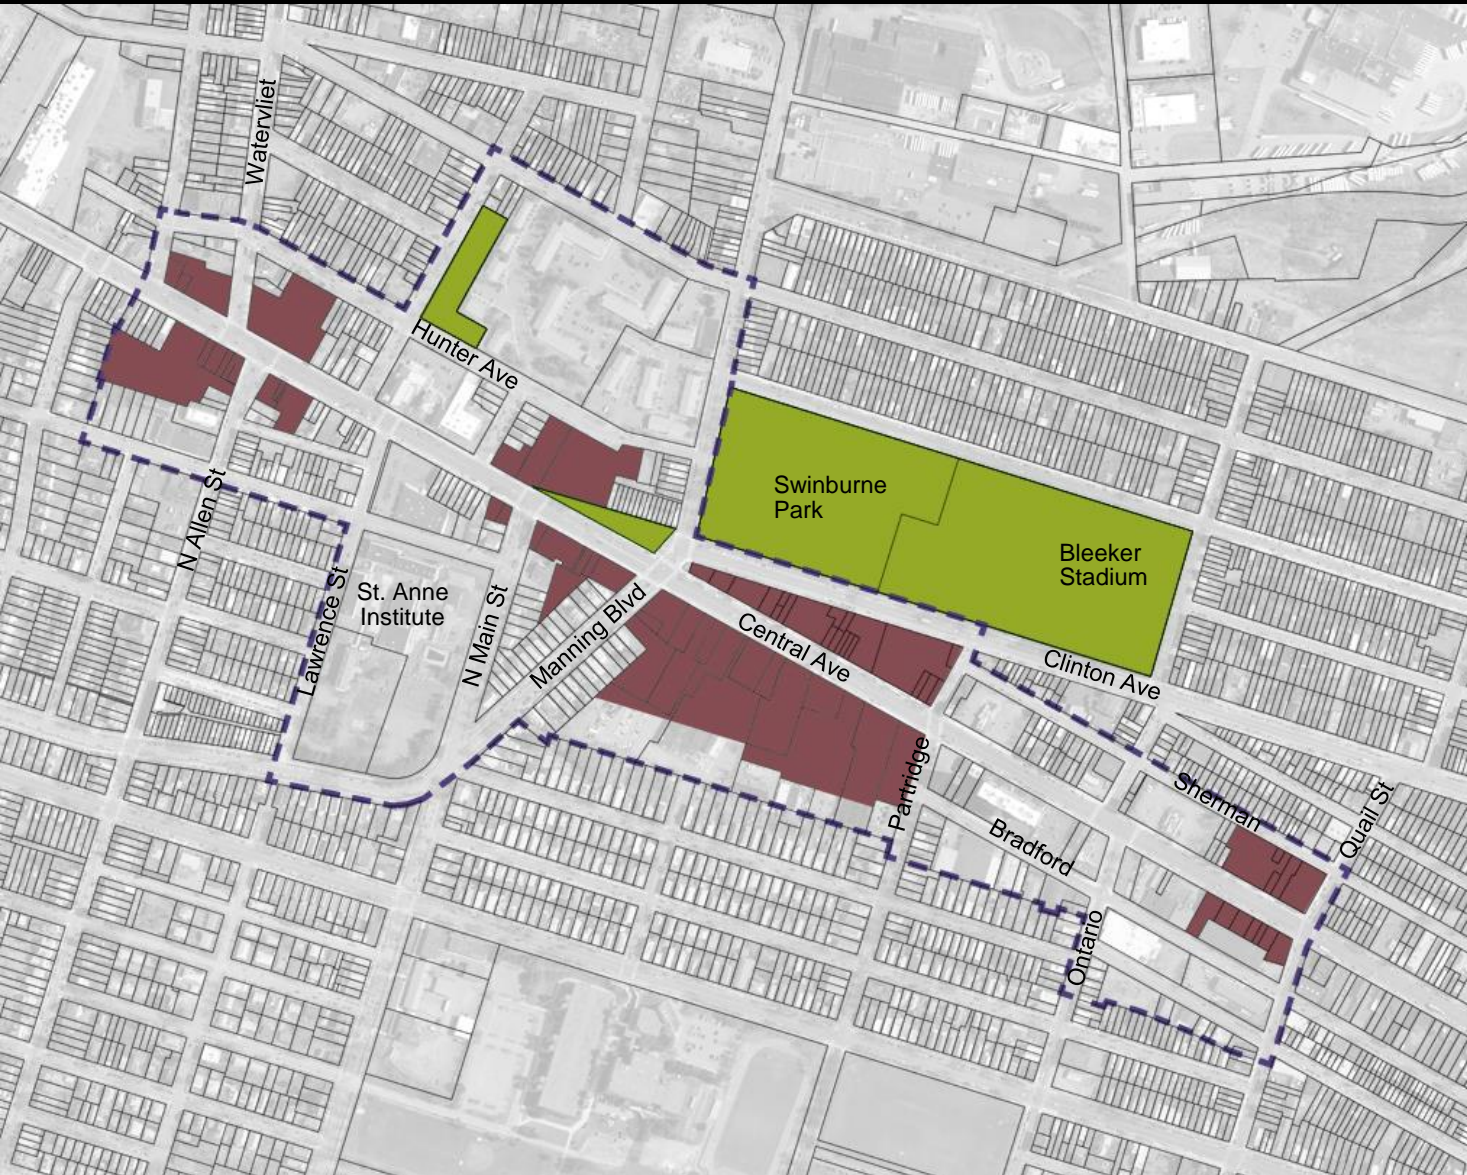 Watervliet
Hunter Ave
Swinburne
Park
Bleeker
Stadium
N Allen St
Lawrence St
St. Anne
Institute
N Main St
Manning Blvd
Central Ave
Clinton Ave
Partridge
Sherman
Quail St
Bradford
Ontario